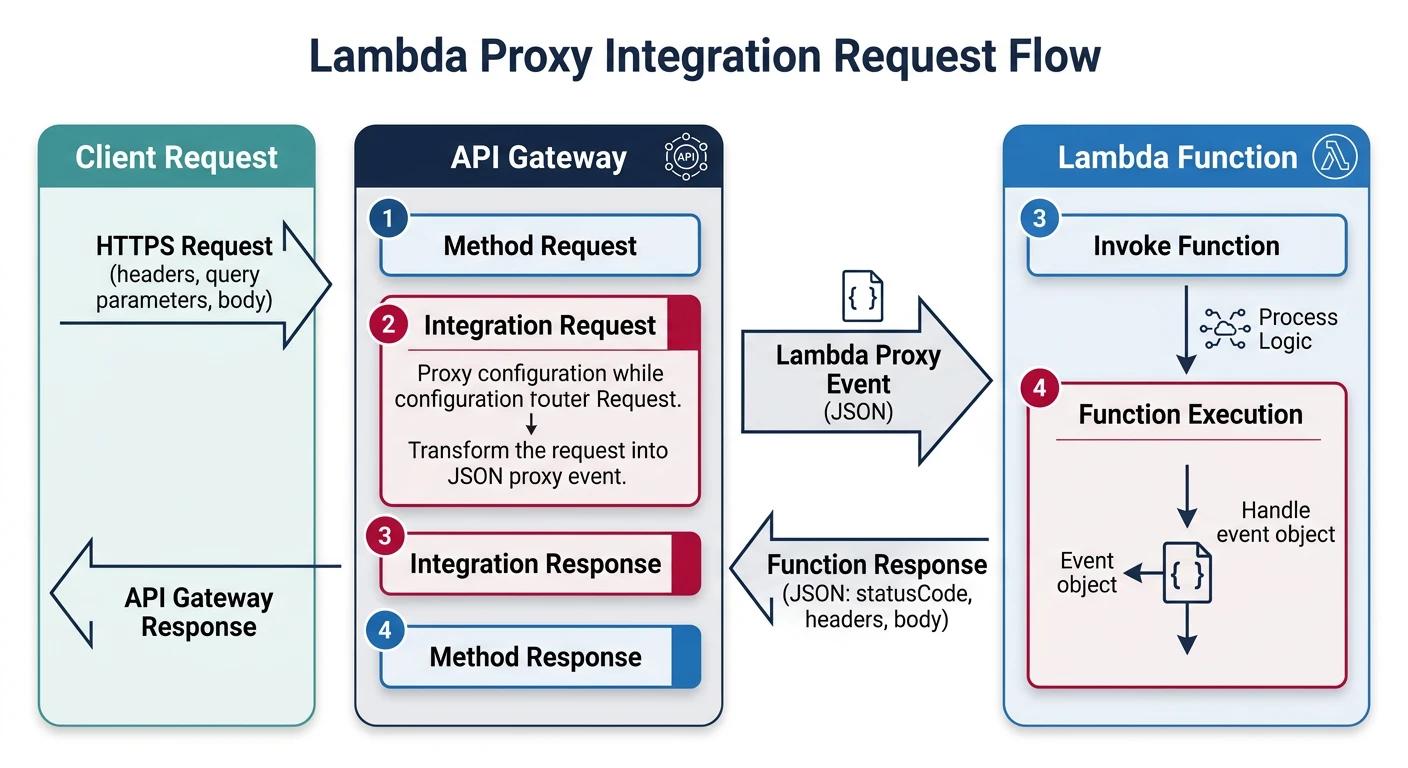 Lambda Proxy Integration Request Flow
Client Request
HTTPS Request
(headers, query
parameters, body)
API Gateway
Response
API Gateway
API
1
Method Request
2
Integration Request
Proxy configuration while
configuration router Request.
Transform the request into
JSON proxy event.
3
Integration Response
4
Method Response
{ }
Lambda Proxy
Event
(JSON)
Function Response
(JSON: statusCode,
headers, body)
Lambda Function
λ
3
Invoke Function
Process
Logic
4
Function Execution
Handle
event object
Event
object
{ }